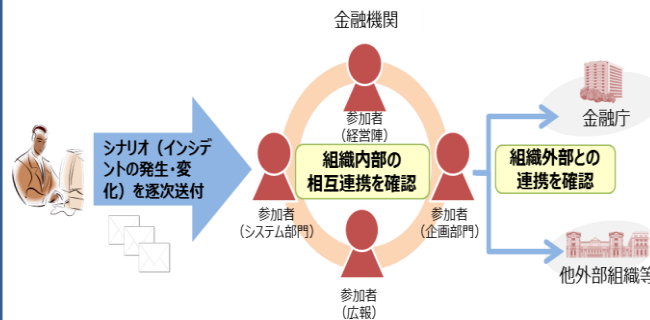 金融機関
シナリオ（インシデ
ントの発生・変
化）を逐次送付
参加者
（経営陣）
組織内部の
相互連携を確認
参加者
（システム部門）
参加者
（企画部門）
参加者
（広報）
組織外部との
連携を確認
金融庁
他外部組織等